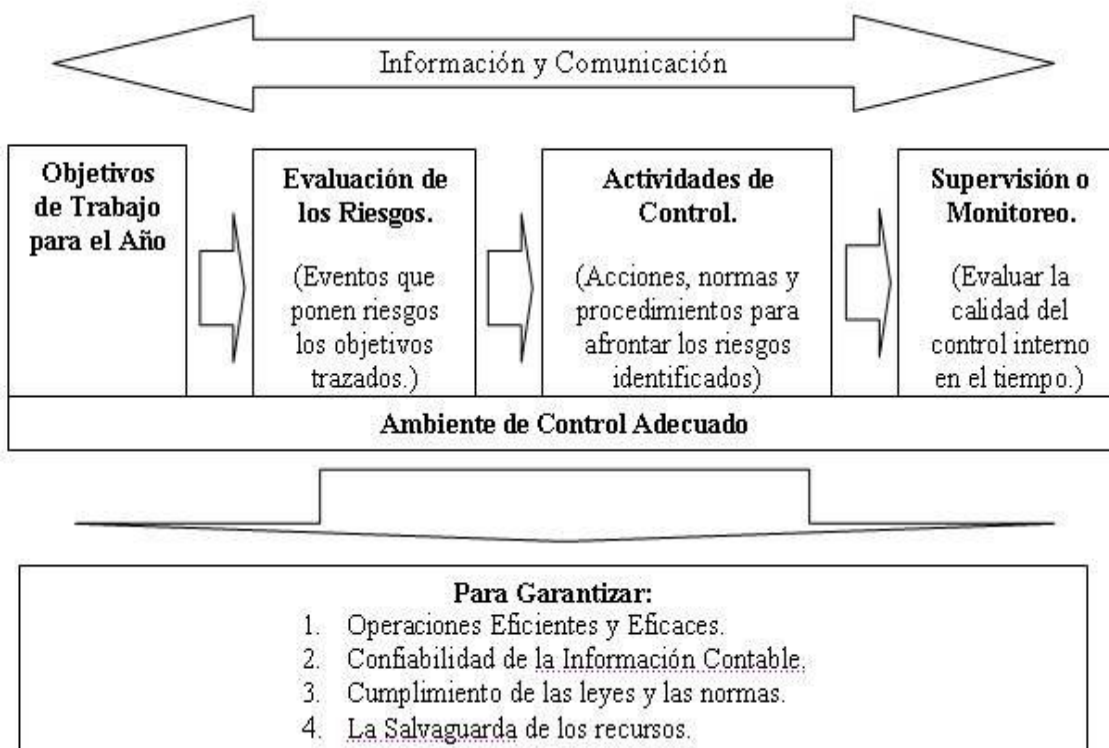 Información y Comunicación
Objetivos
de Trabajo
para el Año
Evaluación de
los Riesgos.
(Eventos que
ponen riesgos
los objetivos
trazados.)
Actividades de
Control.
(Acciones, normas y
procedimientos para
afrontar los riesgos
identificados)
Supervisión o
Monitoreo.
(Evaluar la
calidad del
control interno
en el tiempo.)
Ambiente de Control Adecuado
Para Garantizar:
1. Operaciones Eficientes y Eficaces.
2. Confiabilidad de la Información Contable.
3. Cumplimiento de las leyes y las normas.
4. La Salvaguarda de los recursos.